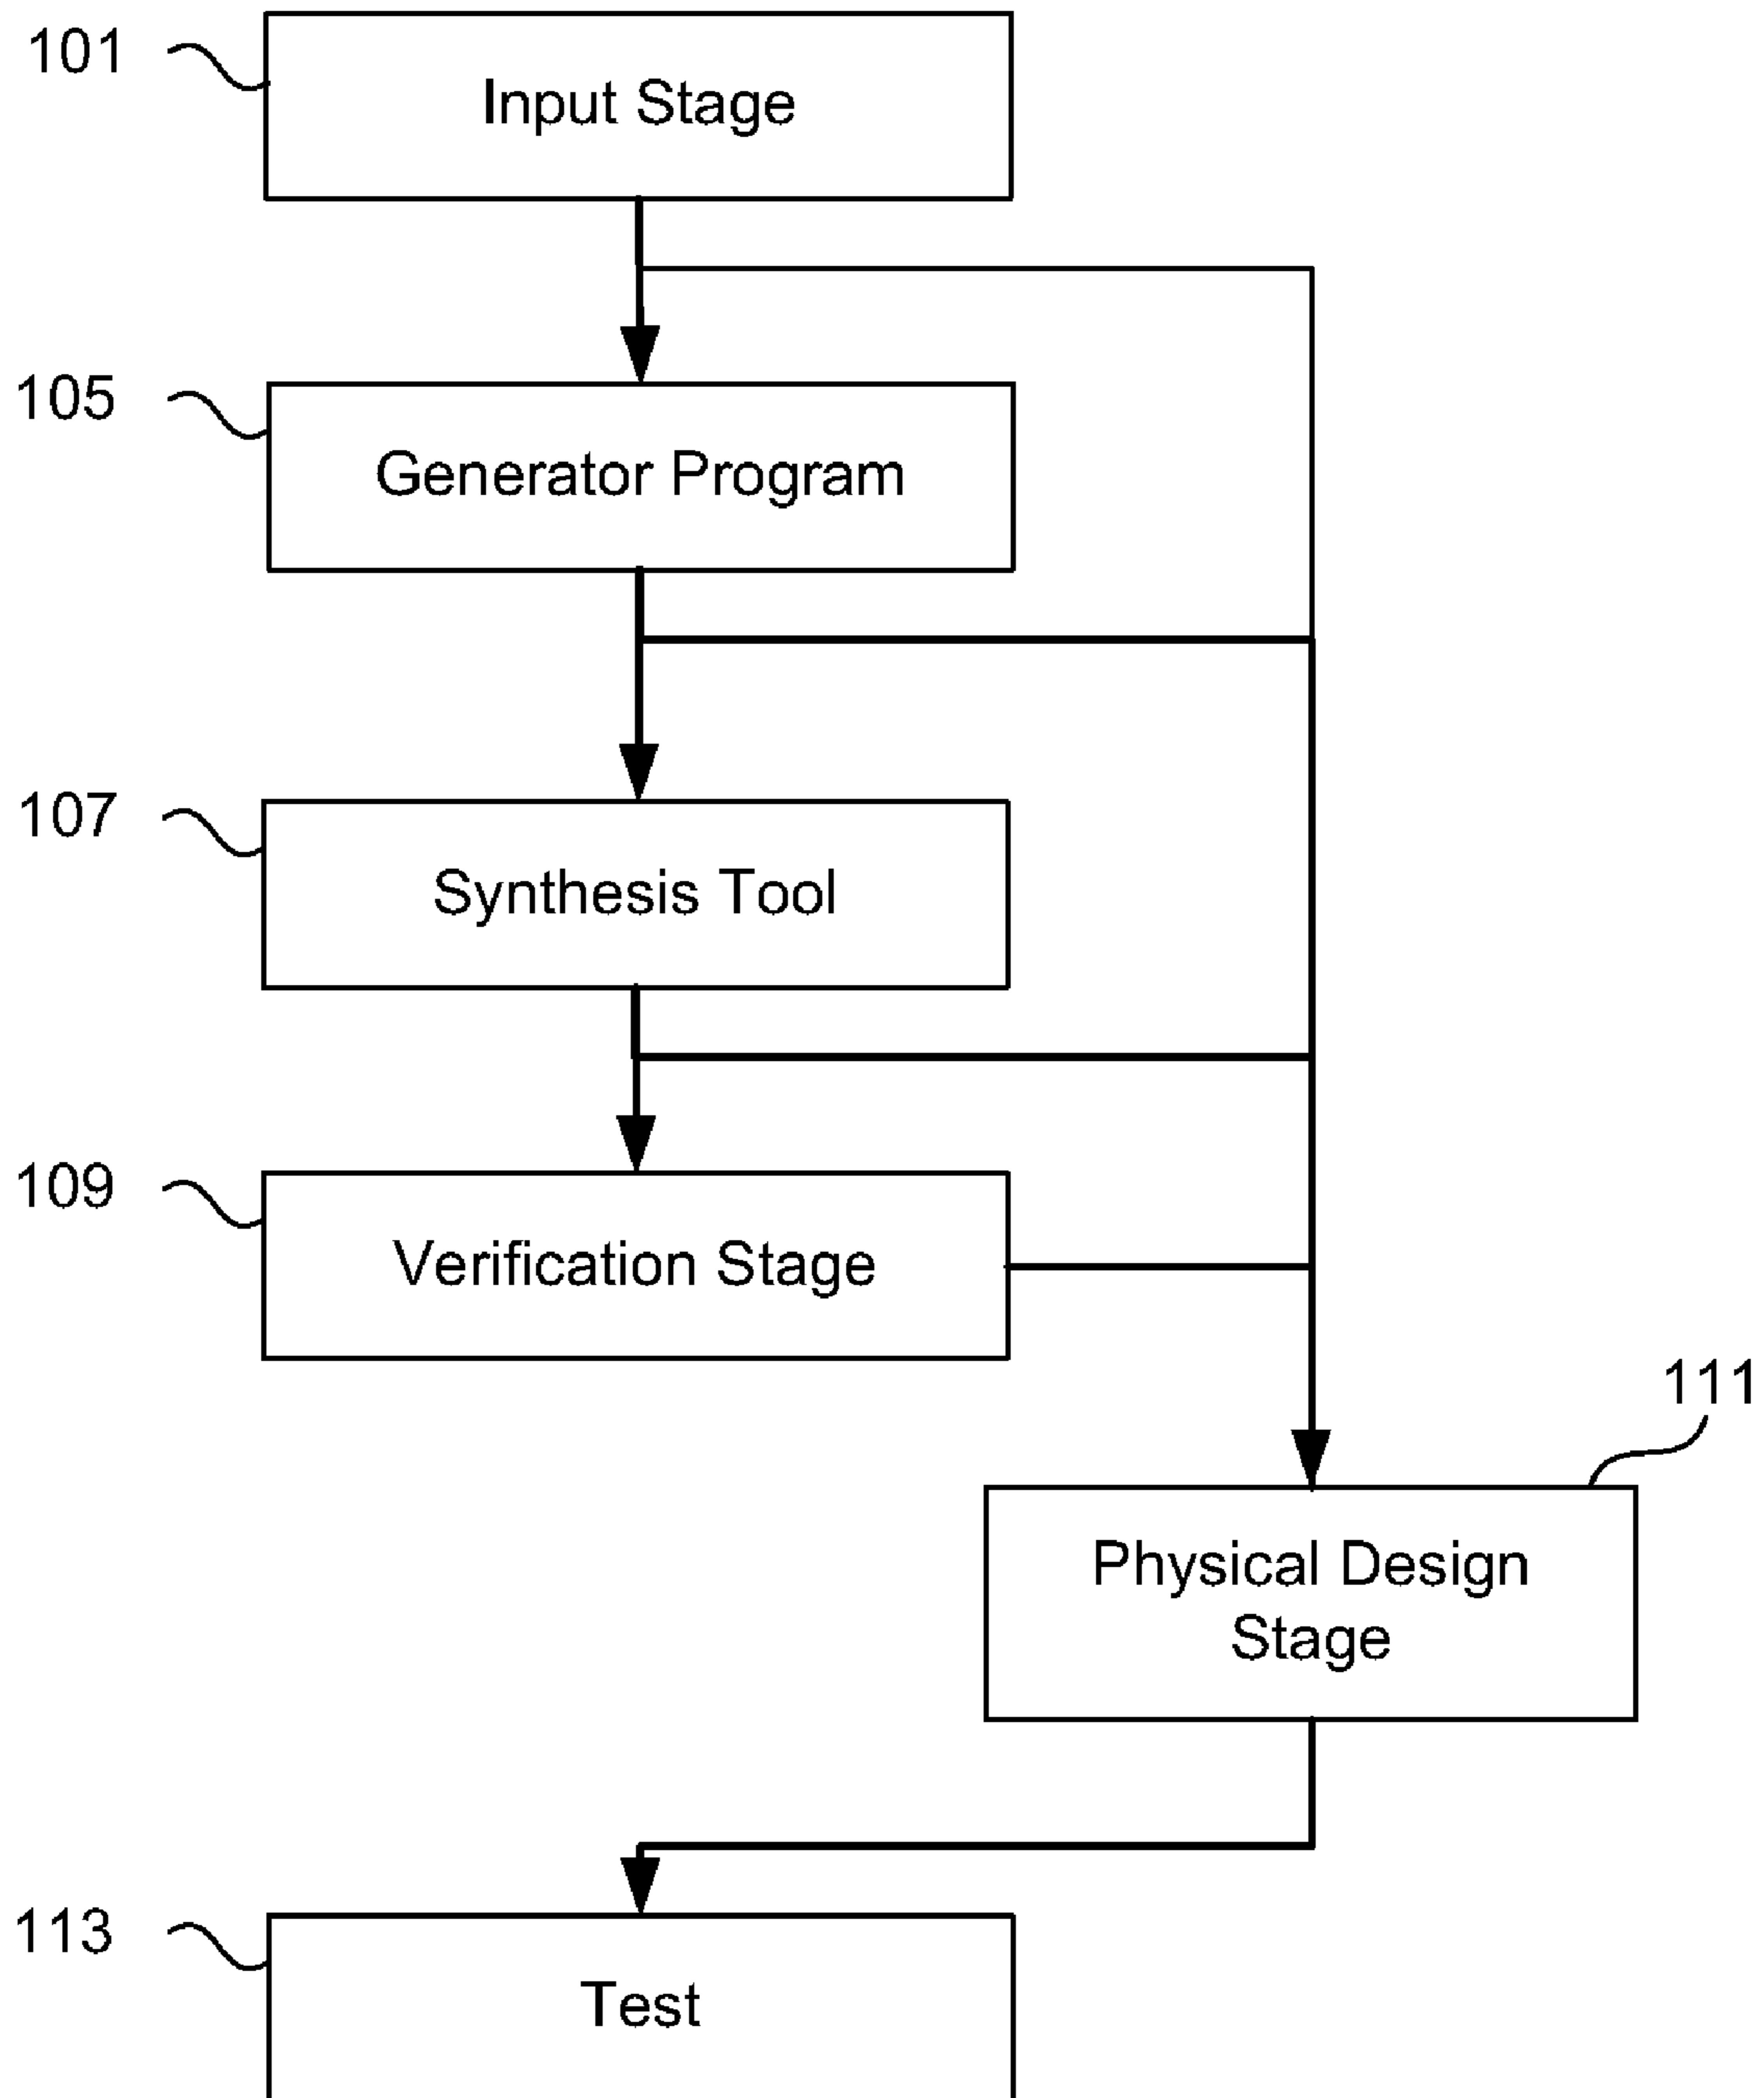 101
Input Stage
105
Generator Program
107
Synthesis Tool
109
Verification Stage
111
Physical Design
Stage
113
Test